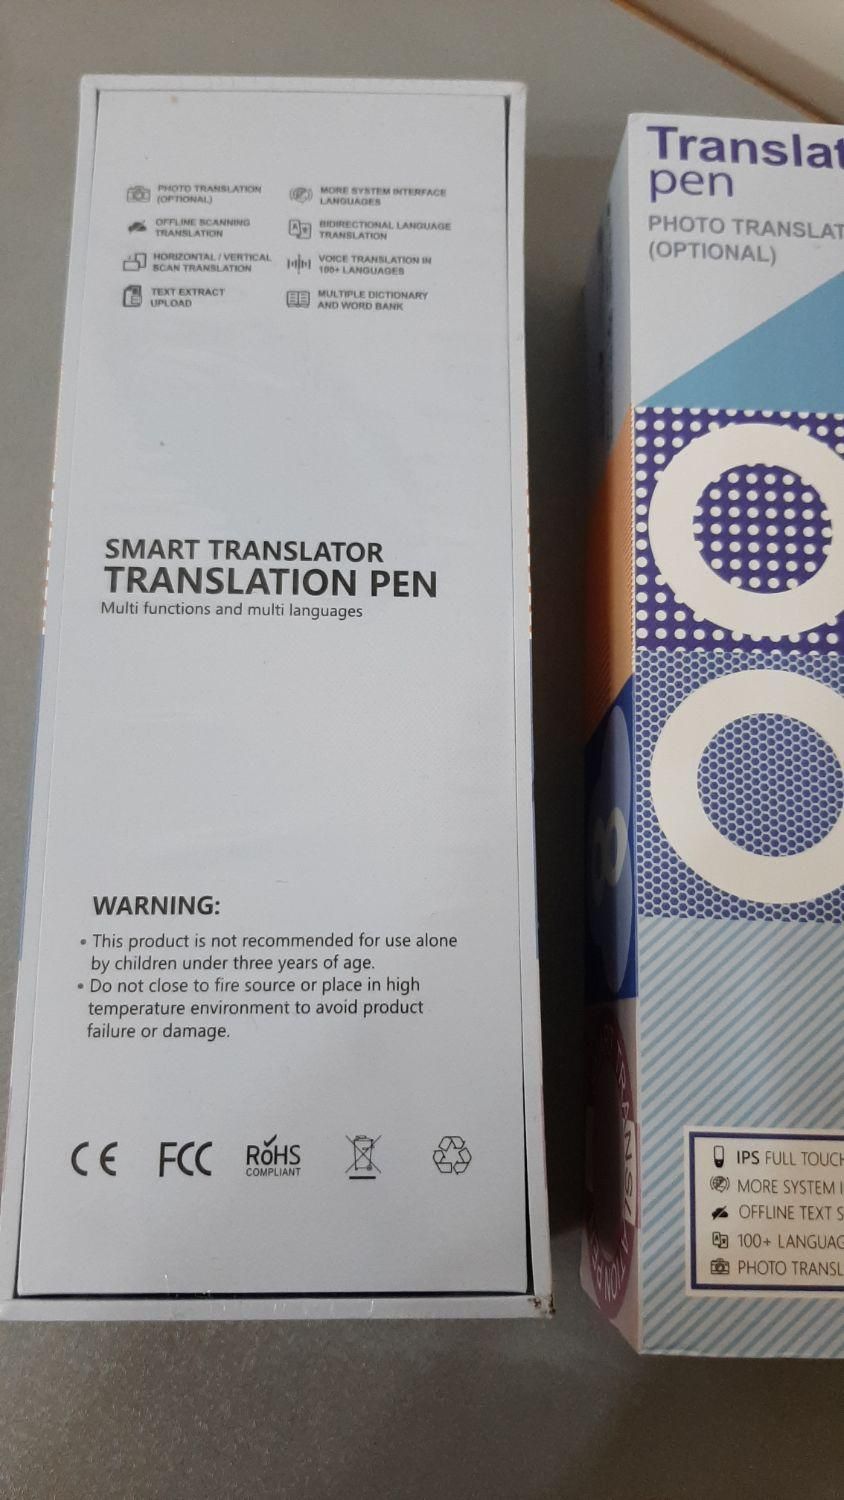 PHOTO TRANSLATION
(OPTIONAL)
OFFLINE SCANNING
TRANSLATION
HORIZONTAL / VERTICAL
SCAN TRANSLATION
TEXT EXTRACT
UPLOAD
MORE SYSTEM INTERFACE
LANGUAGES
BIDIRECTIONAL LANGUAGE
TRANSLATION
VOICE TRANSLATION IN
100+ LANGUAGES
MULTIPLE DICTIONARY
AND WORD BANK
SMART TRANSLATOR
TRANSLATION PEN
Multi functions and multi languages
WARNING:
• This product is not recommended for use alone
by children under three years of age.
• Do not close to fire source or place in high
temperature environment to avoid product
failure or damage.
CE FCC RoHS
COMPLIANT
Translat
pen
PHOTO TRANSLAT
(OPTIONAL)
IPS FULL TOUCH
MORE SYSTEM I
OFFLINE TEXT S
100+ LANGUAG
PHOTO TRANSL